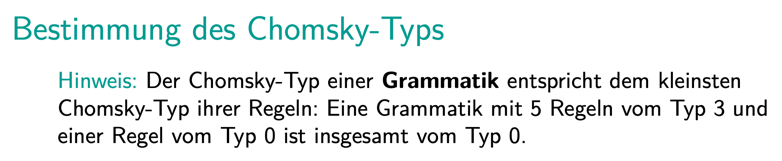 Bestimmung des Chomsky-Typs
Hinweis: Der Chomsky-Typ einer Grammatik entspricht dem kleinsten
Chomsky-Typ ihrer Regeln: Eine Grammatik mit 5 Regeln vom Typ 3 und
einer Regel vom Typ 0 ist insgesamt vom Typ 0.